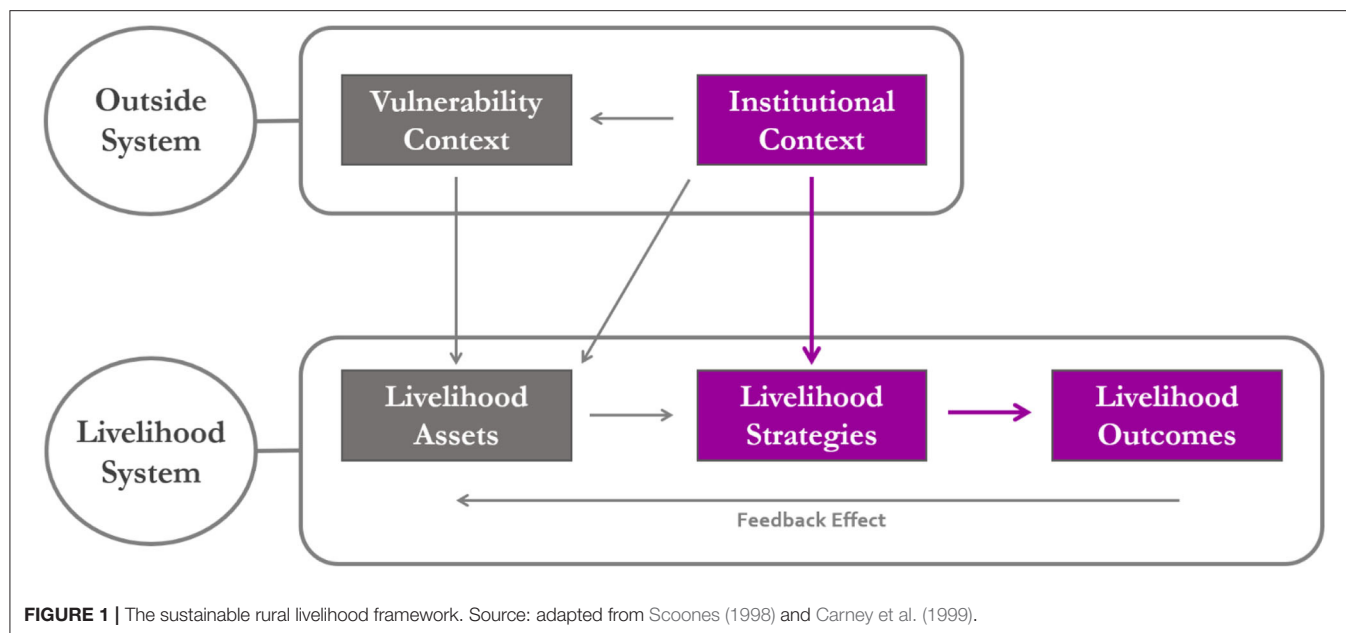 Outside
System
Vulnerability
Context
Institutional
Context
Livelihood
System
Livelihood
Assets
Livelihood
Strategies
Livelihood
Outcomes
Feedback Effect
FIGURE 1 | The sustainable rural livelihood framework. Source: adapted from Scoones (1998) and Carney et al. (1999).